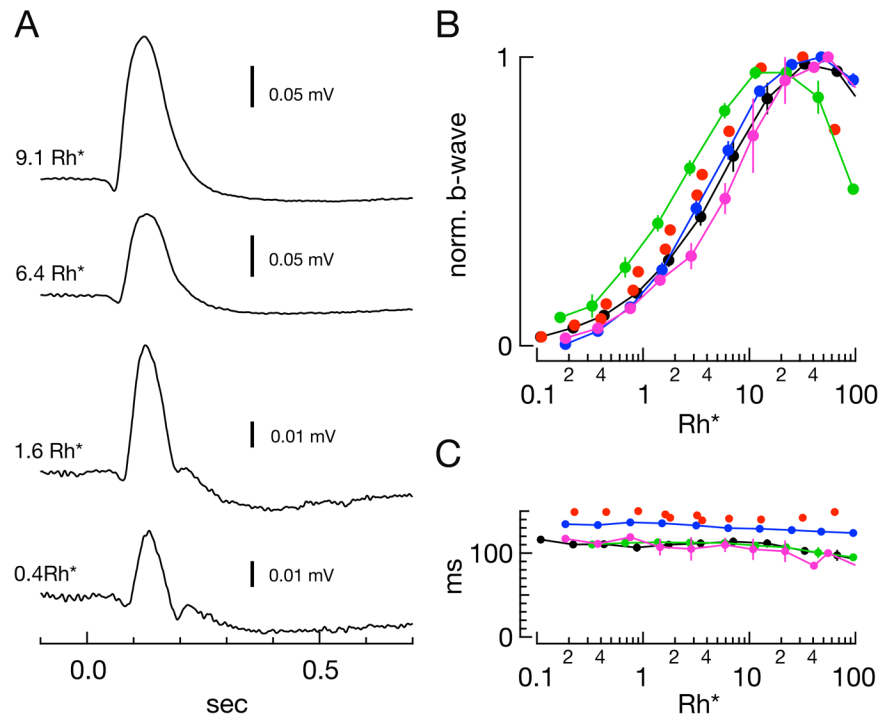 A
0.05 mV
9.1 Rh*
0.05 mV
6.4 Rh*
0.01 mV
1.6 Rh*
0.01 mV
0.4Rh*
0.0 0.5
sec
B
1
norm. b-wave
0
0.1 2 4 1 2 4 10 2 4 100
Rh*
C
100
ms
0
0.1 2 4 1 2 4 10 2 4 100
Rh*